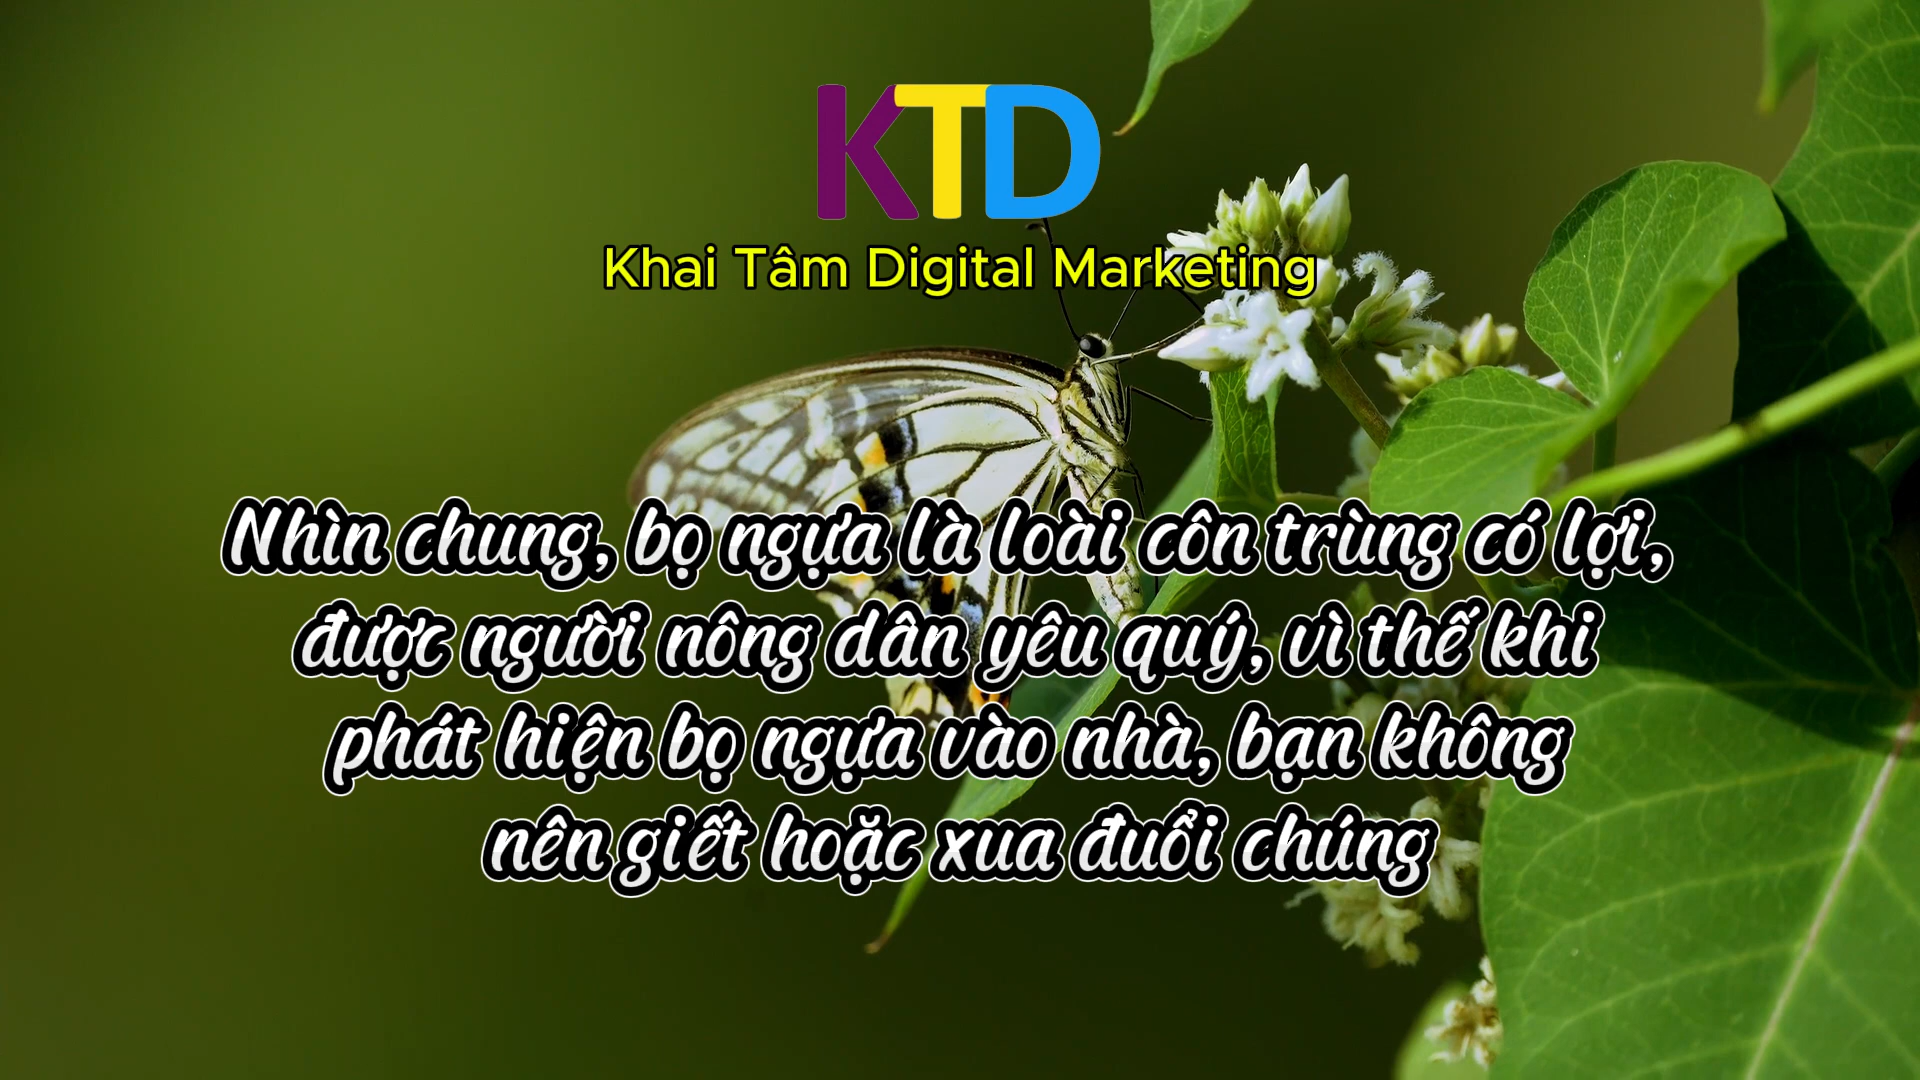 KTD
Khai Tâm Digital Marketing
Nhìn chung, bọ ngựa là loài côn trùng có lợi,
được người nông dân yêu quý, vì thế khi
phát hiện bọ ngựa vào nhà, bạn không
nên giết hoặc xua đuổi chúng